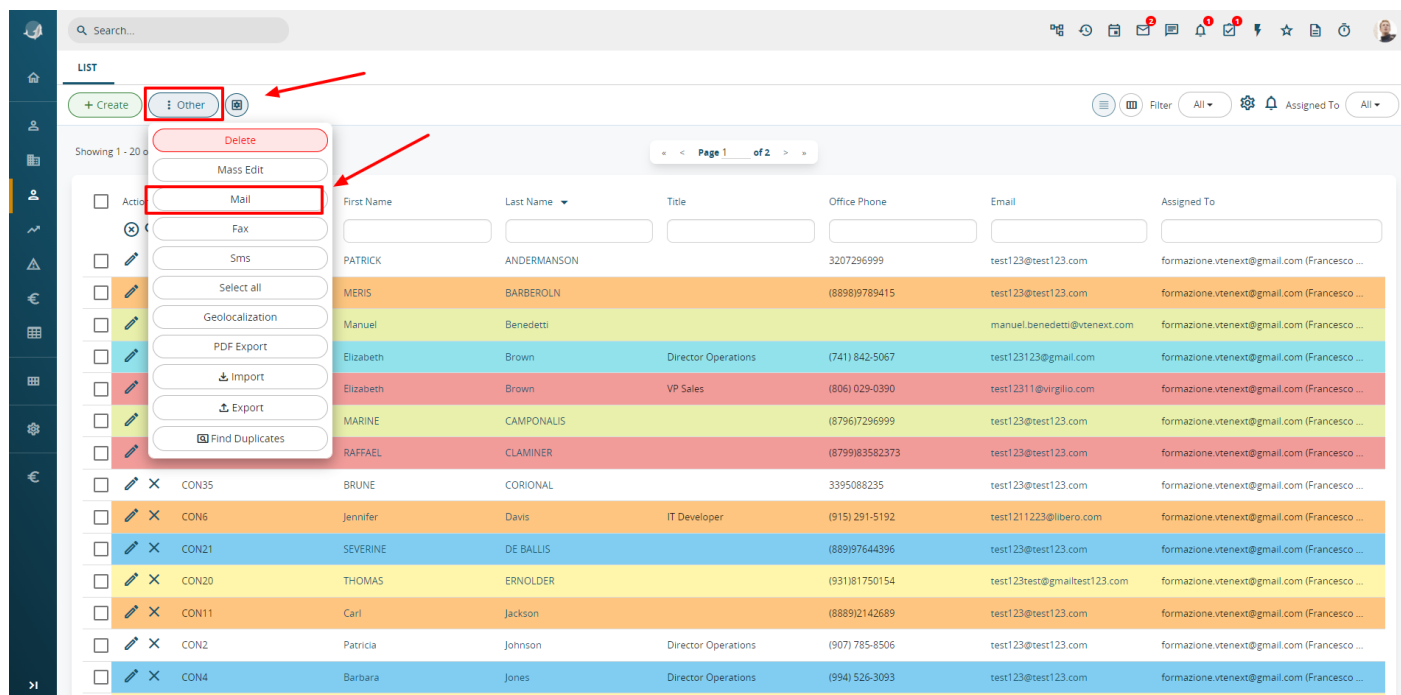 Search...
2 1 1
LIST
+ Create Other Filter All Assigned To All
Delete
Showing 1 - 20 o « < Page 1 of 2 > »
Mass Edit
Mail
Actio First Name Last Name Title Office Phone Email Assigned To
Fax
Sms
PATRICK ANDERMANSON 3207296999 test123@test123.com formazione.vtenext@gmail.com (Francesco ...
Select all
MERIS BARBEROLN (8898)9789415 test123@test123.com formazione.vtenext@gmail.com (Francesco ...
Geolocalization
Manuel Benedetti manuel.benedetti@vtenext.com formazione.vtenext@gmail.com (Francesco ...
PDF Export
Elizabeth Brown Director Operations (741) 842-5067 test123123@gmail.com formazione.vtenext@gmail.com (Francesco ...
Import
Elizabeth Brown VP Sales (806) 029-0390 test12311@virgilio.com formazione.vtenext@gmail.com (Francesco ...
Export
MARINE CAMPONALIS (8796)7296999 test123@test123.com formazione.vtenext@gmail.com (Francesco ...
Find Duplicates
RAFFAEL CLAMINER (8799)83582373 test123@test123.com formazione.vtenext@gmail.com (Francesco ...
CON35 BRUNE CORIONAL 3395088235 test123@test123.com formazione.vtenext@gmail.com (Francesco ...
CON6 Jennifer Davis IT Developer (915) 291-5192 test1211223@libero.com formazione.vtenext@gmail.com (Francesco ...
CON21 SEVERINE DE BALLIS (889)97644396 test123@test123.com formazione.vtenext@gmail.com (Francesco ...
CON20 THOMAS ERNOLDER (931)81750154 test123test@gmailtest123.com formazione.vtenext@gmail.com (Francesco ...
CON11 Carl Jackson (8889)2142689 test123@test123.com formazione.vtenext@gmail.com (Francesco ...
CON2 Patricia Johnson Director Operations (907) 785-8506 test123@test123.com formazione.vtenext@gmail.com (Francesco ...
CON4 Barbara Jones Director Operations (994) 526-3093 test123@test123.com formazione.vtenext@gmail.com (Francesco ...